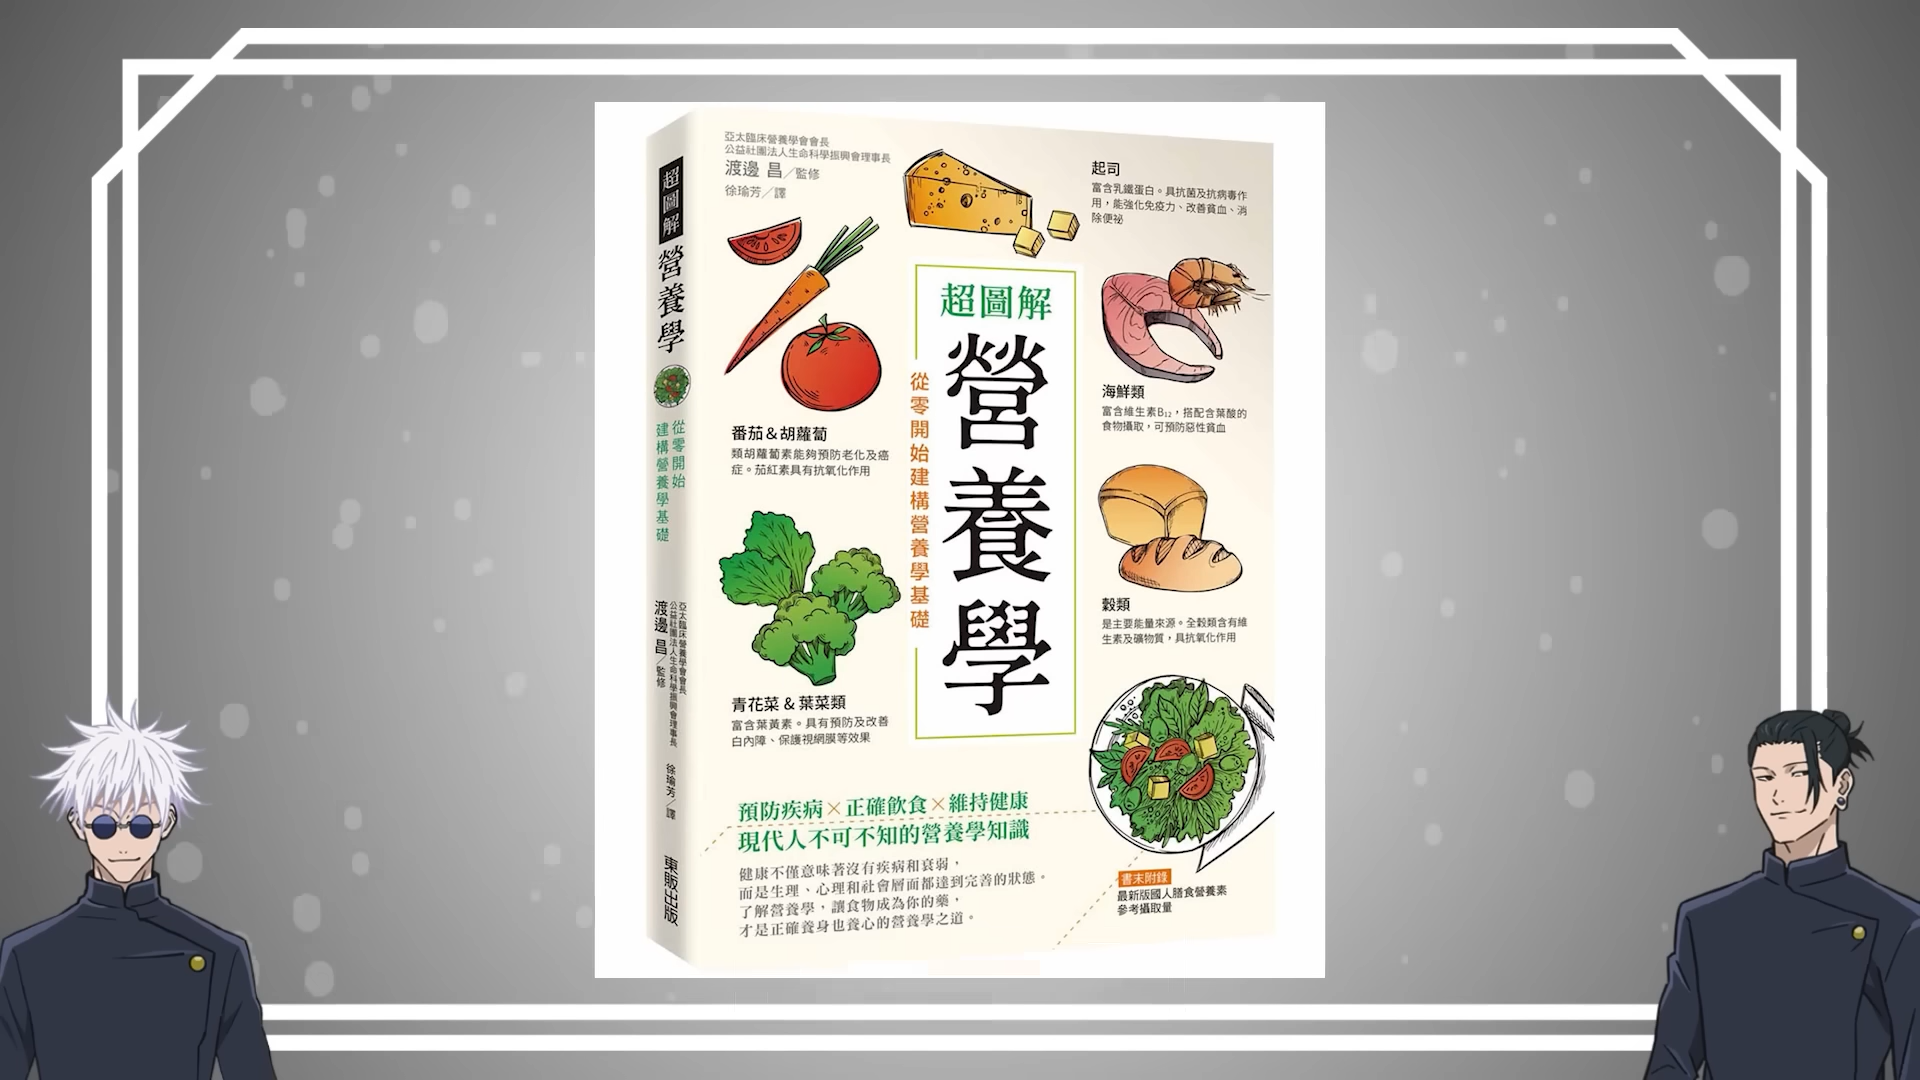 超圖解
營養學
從零開始
建構營養學基礎
亞太臨床營養學會會長
公益社團法人生命科學振興會理事長
渡邊 昌／監修
徐瑜芳／譯
東販出版
亞太臨床營養學會會長
公益社團法人生命科學振興會理事長
渡邊 昌／監修
徐瑜芳／譯
起司
富含乳鐵蛋白。具抗菌及抗病毒作
用，能強化免疫力、改善貧血、消
除便祕
超圖解
營養學
從零開始建構營養學基礎
海鮮類
富含維生素B₁₂，搭配含葉酸的
食物攝取，可預防惡性貧血
番茄＆胡蘿蔔
類胡蘿蔔素能夠預防老化及癌
症。茄紅素具有抗氧化作用
穀類
是主要能量來源。全穀類含有維
生素及礦物質，具抗氧化作用
青花菜 & 葉菜類
富含葉黃素。具有預防及改善
白內障、保護視網膜等效果
預防疾病×正確飲食×維持健康
現代人不可不知的營養學知識
健康不僅意味著沒有疾病和衰弱，
而是生理、心理和社會層面都達到完善的狀態。
了解營養學，讓食物成為你的藥，
才是正確養身也養心的營養學之道。
書末附錄
最新版國人膳食營養素
參考攝取量